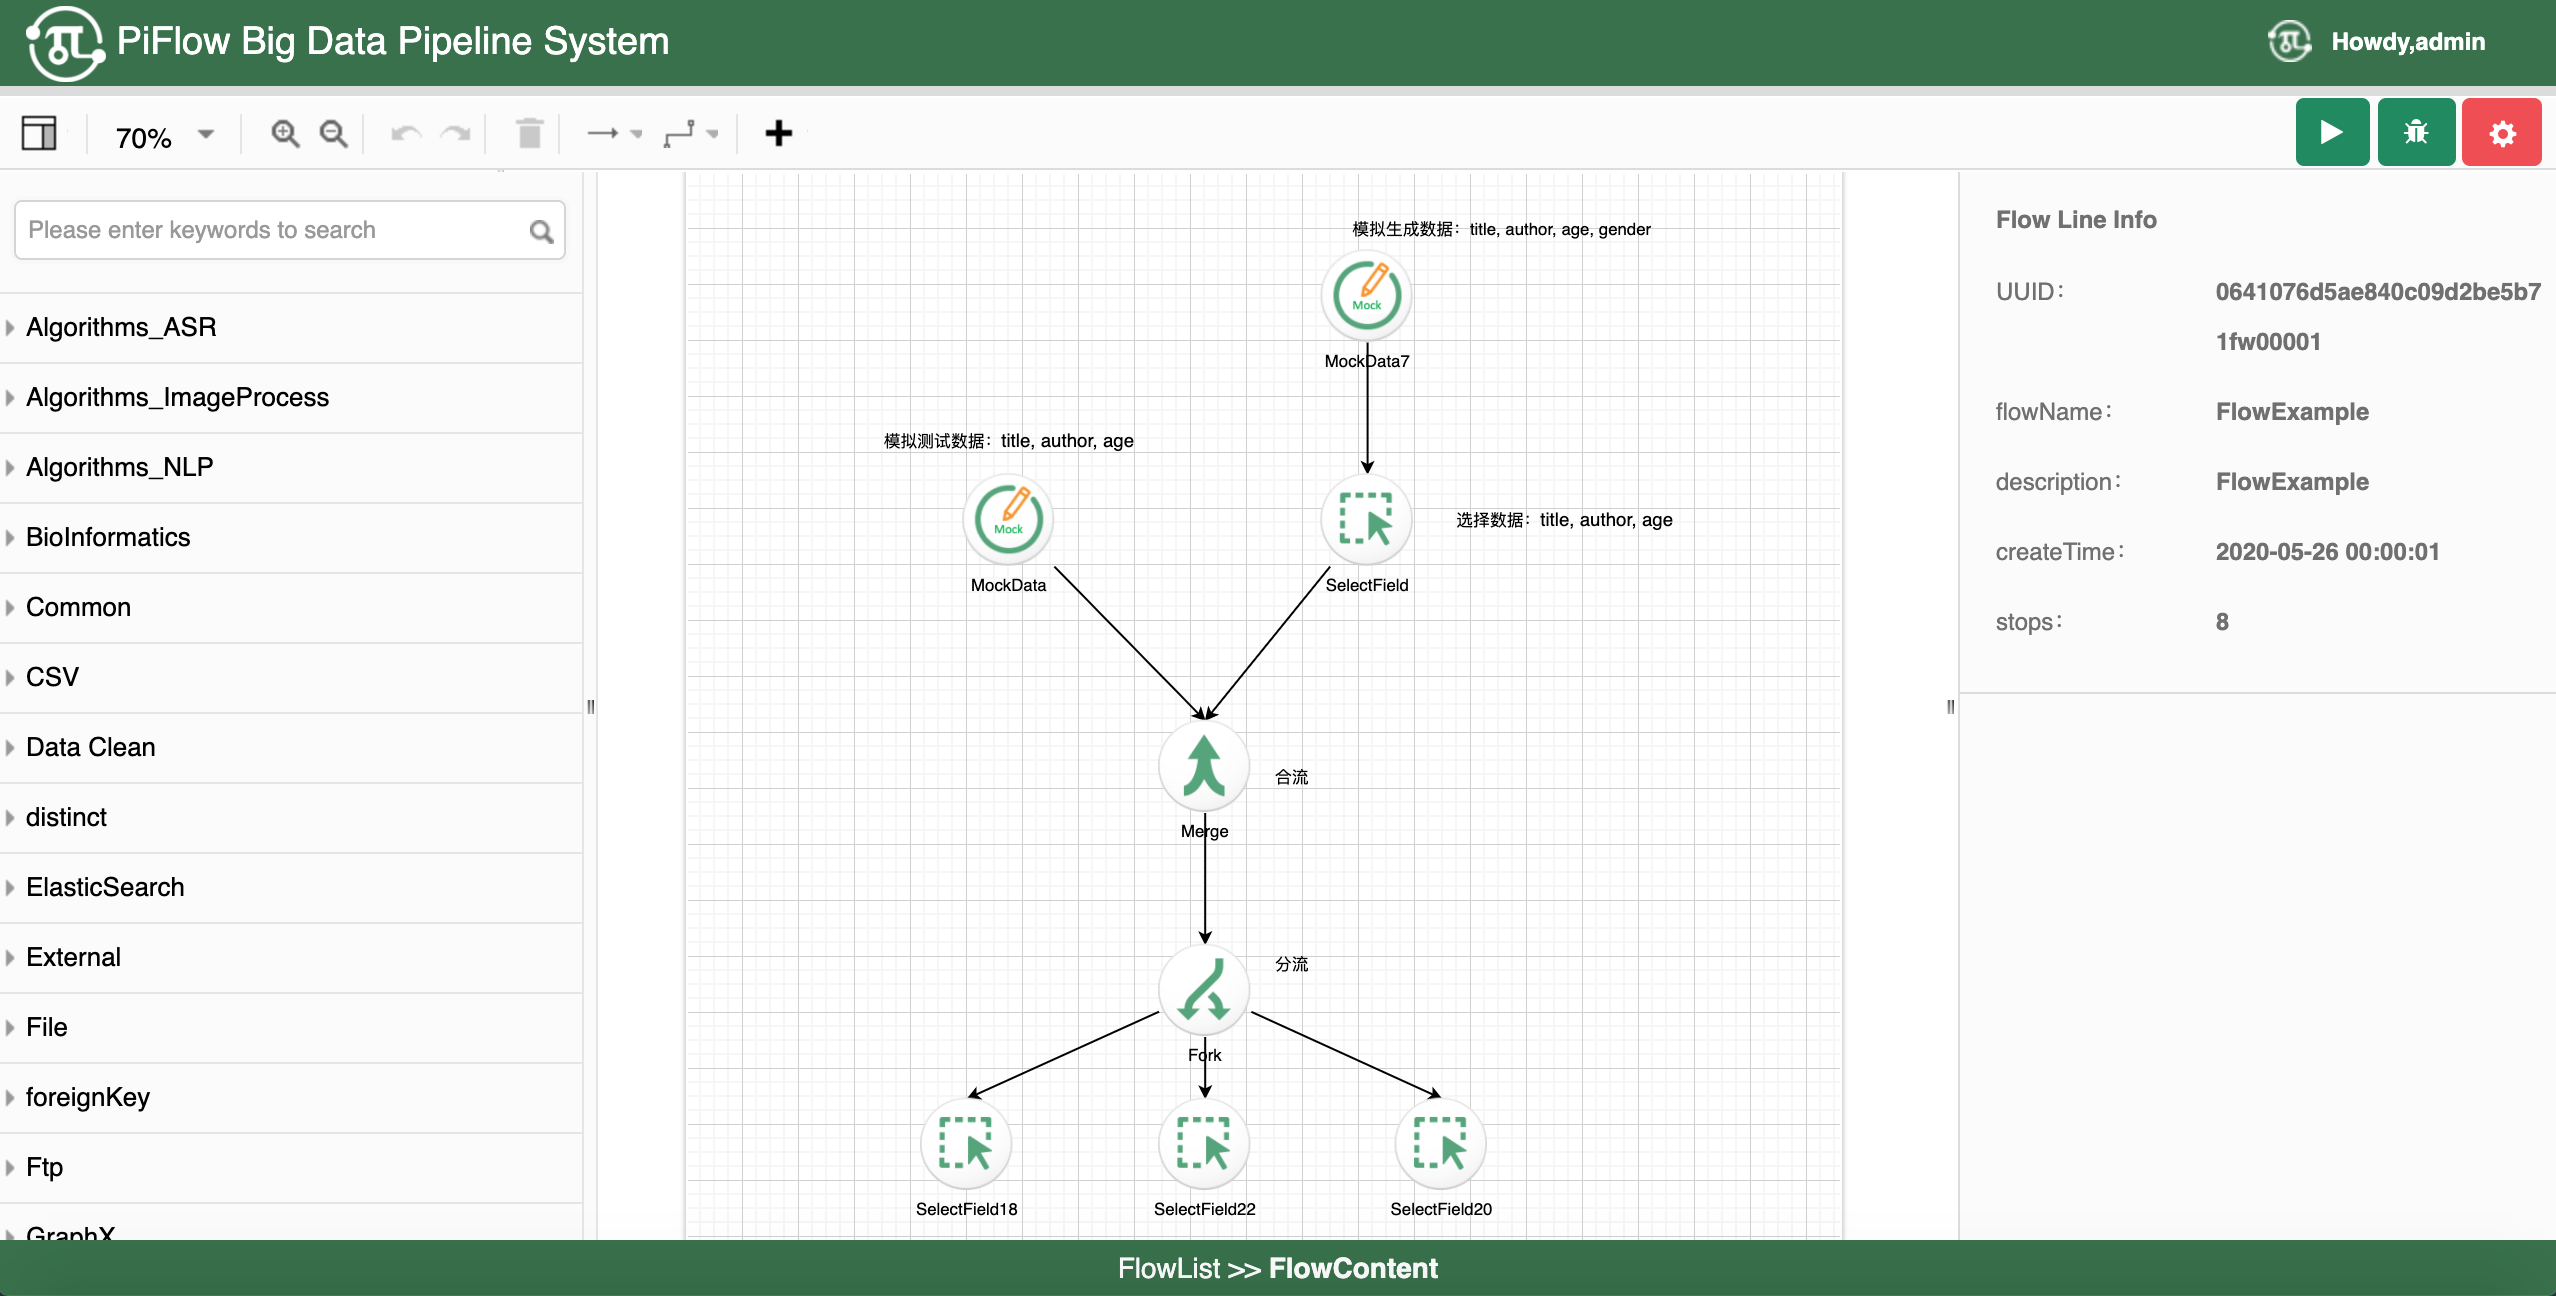 PiFlow Big Data Pipeline System
Howdy,admin
70%
Please enter keywords to search
Algorithms_ASR
Algorithms_ImageProcess
Algorithms_NLP
BioInformatics
Common
CSV
Data Clean
distinct
ElasticSearch
External
File
foreignKey
Ftp
GraphX
模拟生成数据：title, author, age, gender
Mock
MockData7
模拟测试数据：title, author, age
Mock
MockData
选择数据：title, author, age
SelectField
合流
Merge
分流
Fork
SelectField18
SelectField22
SelectField20
Flow Line Info
UUID： 0641076d5ae840c09d2be5b7
1fw00001
flowName： FlowExample
description： FlowExample
createTime： 2020-05-26 00:00:01
stops： 8
FlowList >> FlowContent